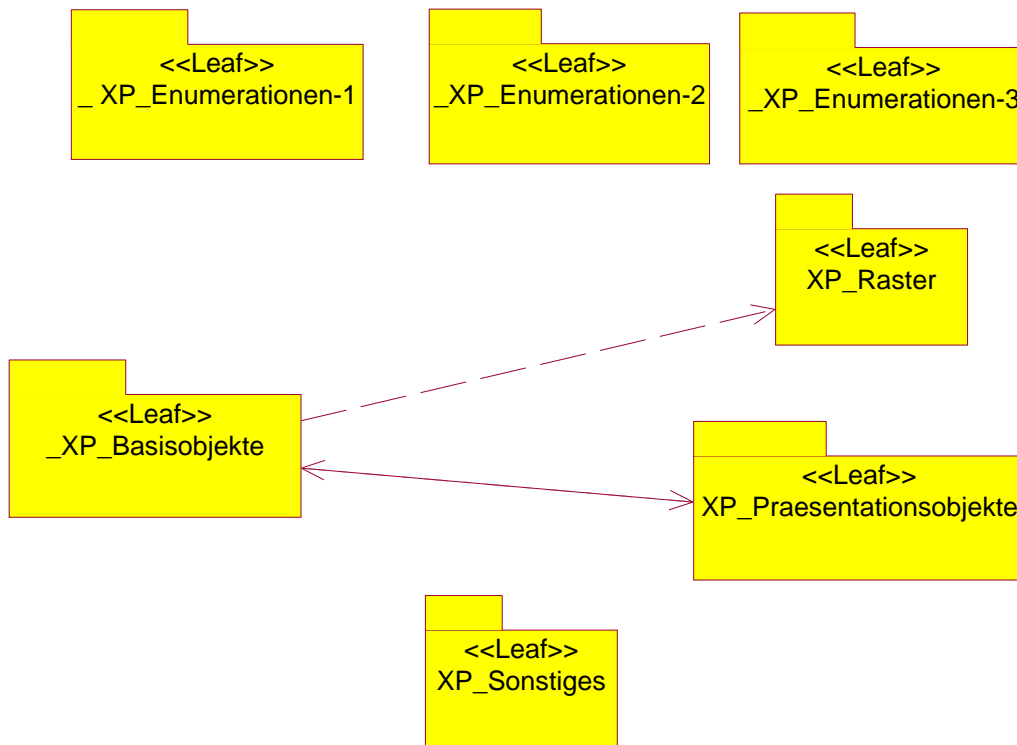 <<Leaf>>
_ XP_Enumerationen-1
<<Leaf>>
_XP_Enumerationen-2
<<Leaf>>
_XP_Enumerationen-3
<<Leaf>>
XP_Raster
<<Leaf>>
_XP_Basisobjekte
<<Leaf>>
XP_Praesentationsobjekte
<<Leaf>>
XP_Sonstiges